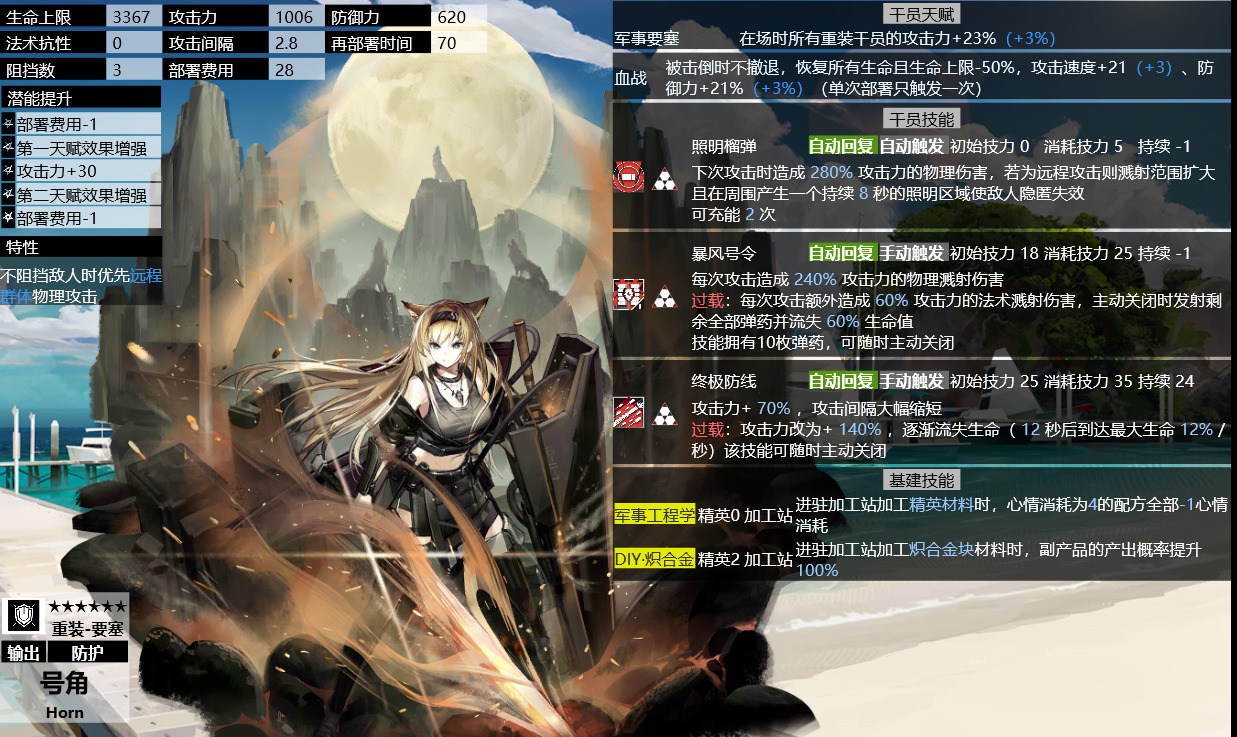 生命上限 3367 攻击力 1006 防御力 620
法术抗性 0 攻击间隔 2.8 再部署时间 70
阻挡数 3 部署费用 28
潜能提升
部署费用-1
第一天赋效果增强
攻击力+30
第二天赋效果增强
部署费用-1
特性
不阻挡敌人时优先远程
群体物理攻击
★★★★★★
重装-要塞
输出 防护
号角
Horn
干员天赋
军事要塞 在场时所有重装干员的攻击力+23%（+3%）
血战 被击倒时不撤退，恢复所有生命且生命上限-50%，攻击速度+21（+3）、防
御力+21%（+3%）（单次部署只触发一次）
干员技能
照明榴弹 自动回复 自动触发 初始技力 0 消耗技力 5 持续 -1
下次攻击时造成 280% 攻击力的物理伤害，若为远程攻击则溅射范围扩大
且在周围产生一个持续 8 秒的照明区域使敌人隐匿失效
可充能 2 次
暴风号令 自动回复 手动触发 初始技力 18 消耗技力 25 持续 -1
每次攻击造成 240% 攻击力的物理溅射伤害
过载：每次攻击额外造成 60% 攻击力的法术溅射伤害，主动关闭时发射剩
余全部弹药并流失 60% 生命值
技能拥有10枚弹药，可随时主动关闭
终极防线 自动回复 手动触发 初始技力 25 消耗技力 35 持续 24
攻击力+ 70% ，攻击间隔大幅缩短
过载：攻击力改为+ 140% ，逐渐流失生命（ 12 秒后到达最大生命 12% /
秒）该技能可随时主动关闭
基建技能
军事工程学 精英0 加工站 进驻加工站加工精英材料时，心情消耗为4的配方全部-1心情
消耗
DIY·炽合金 精英2 加工站 进驻加工站加工炽合金块材料时，副产品的产出概率提升
100%